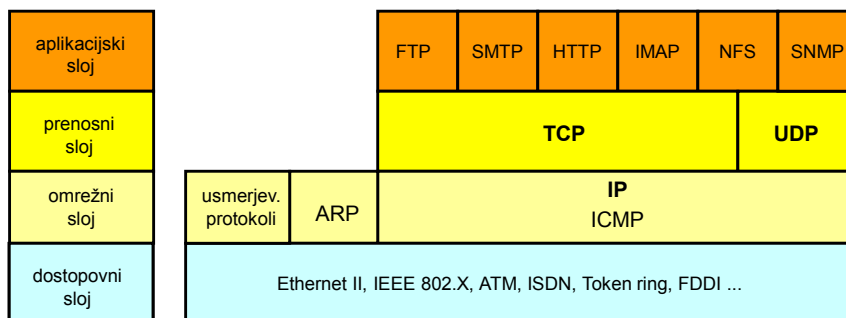 aplikacijski
sloj
FTP SMTP HTTP IMAP NFS SNMP
prenosni
sloj
TCP UDP
omrežni
sloj
usmerjev.
protokoli
ARP
IP
ICMP
dostopovni
sloj
Ethernet II, IEEE 802.X, ATM, ISDN, Token ring, FDDI ...